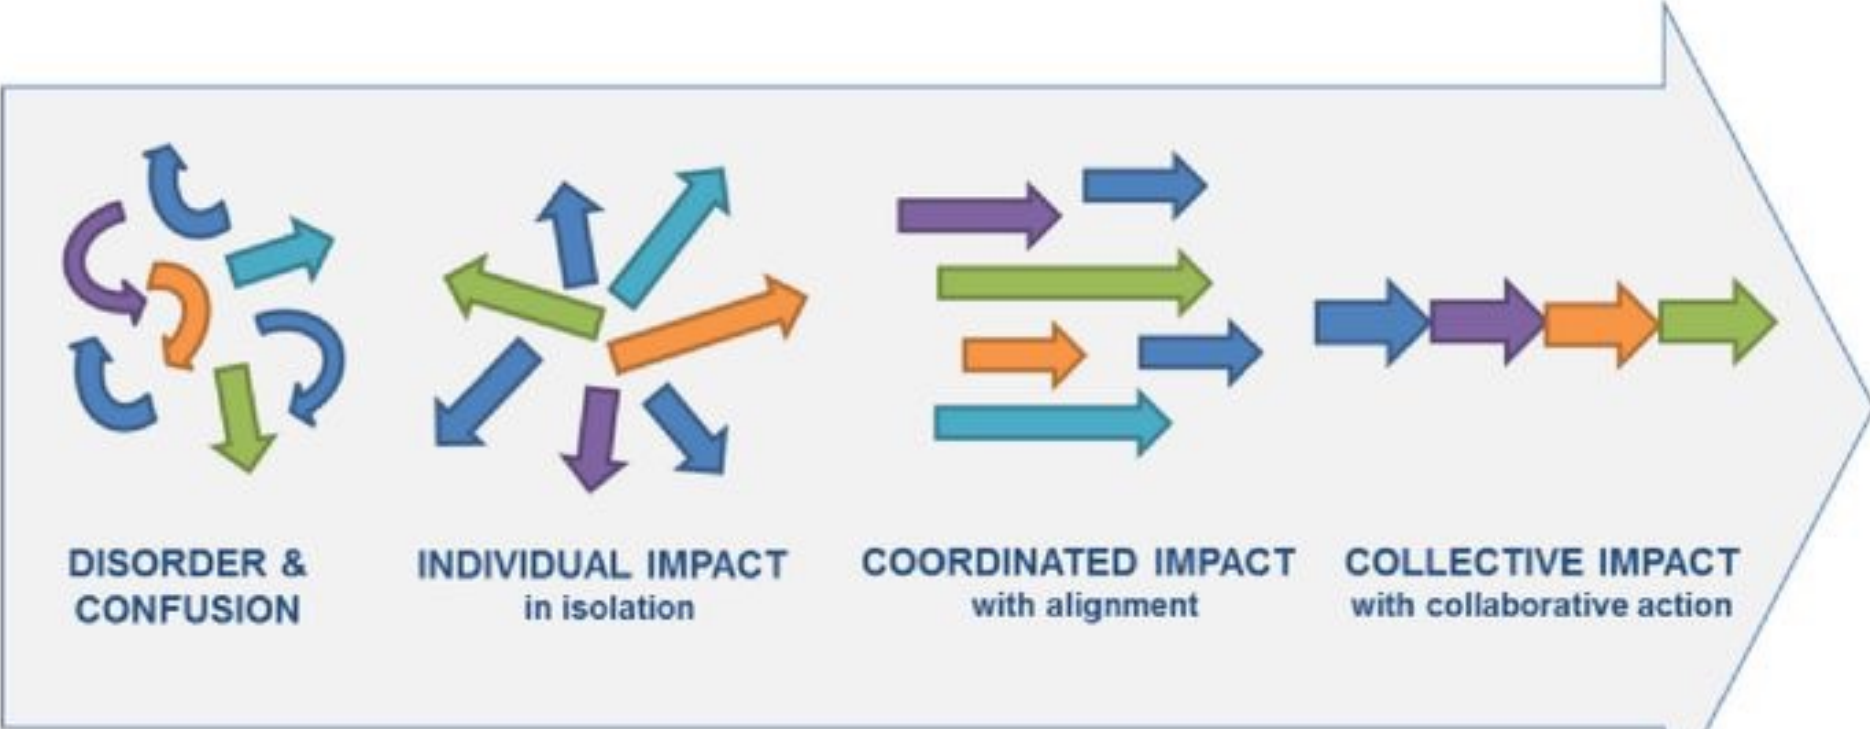 DISORDER &
CONFUSION
INDIVIDUAL IMPACT
in isolation
COORDINATED IMPACT
with alignment
COLLECTIVE IMPACT
with collaborative action